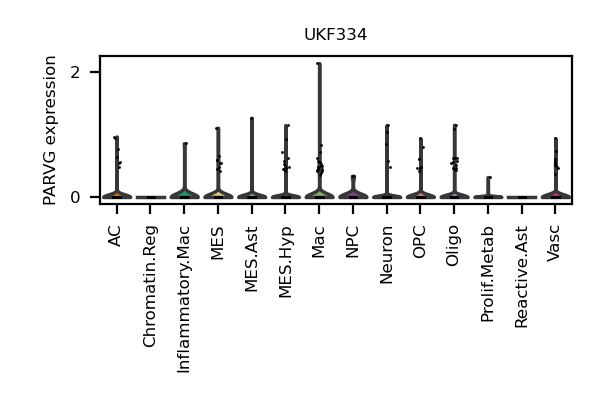 UKF334
PARVG expression
2
0
AC
Chromatin.Reg
Inflammatory.Mac
MES
MES.Ast
MES.Hyp
Mac
NPC
Neuron
OPC
Oligo
Prolif.Metab
Reactive.Ast
Vasc